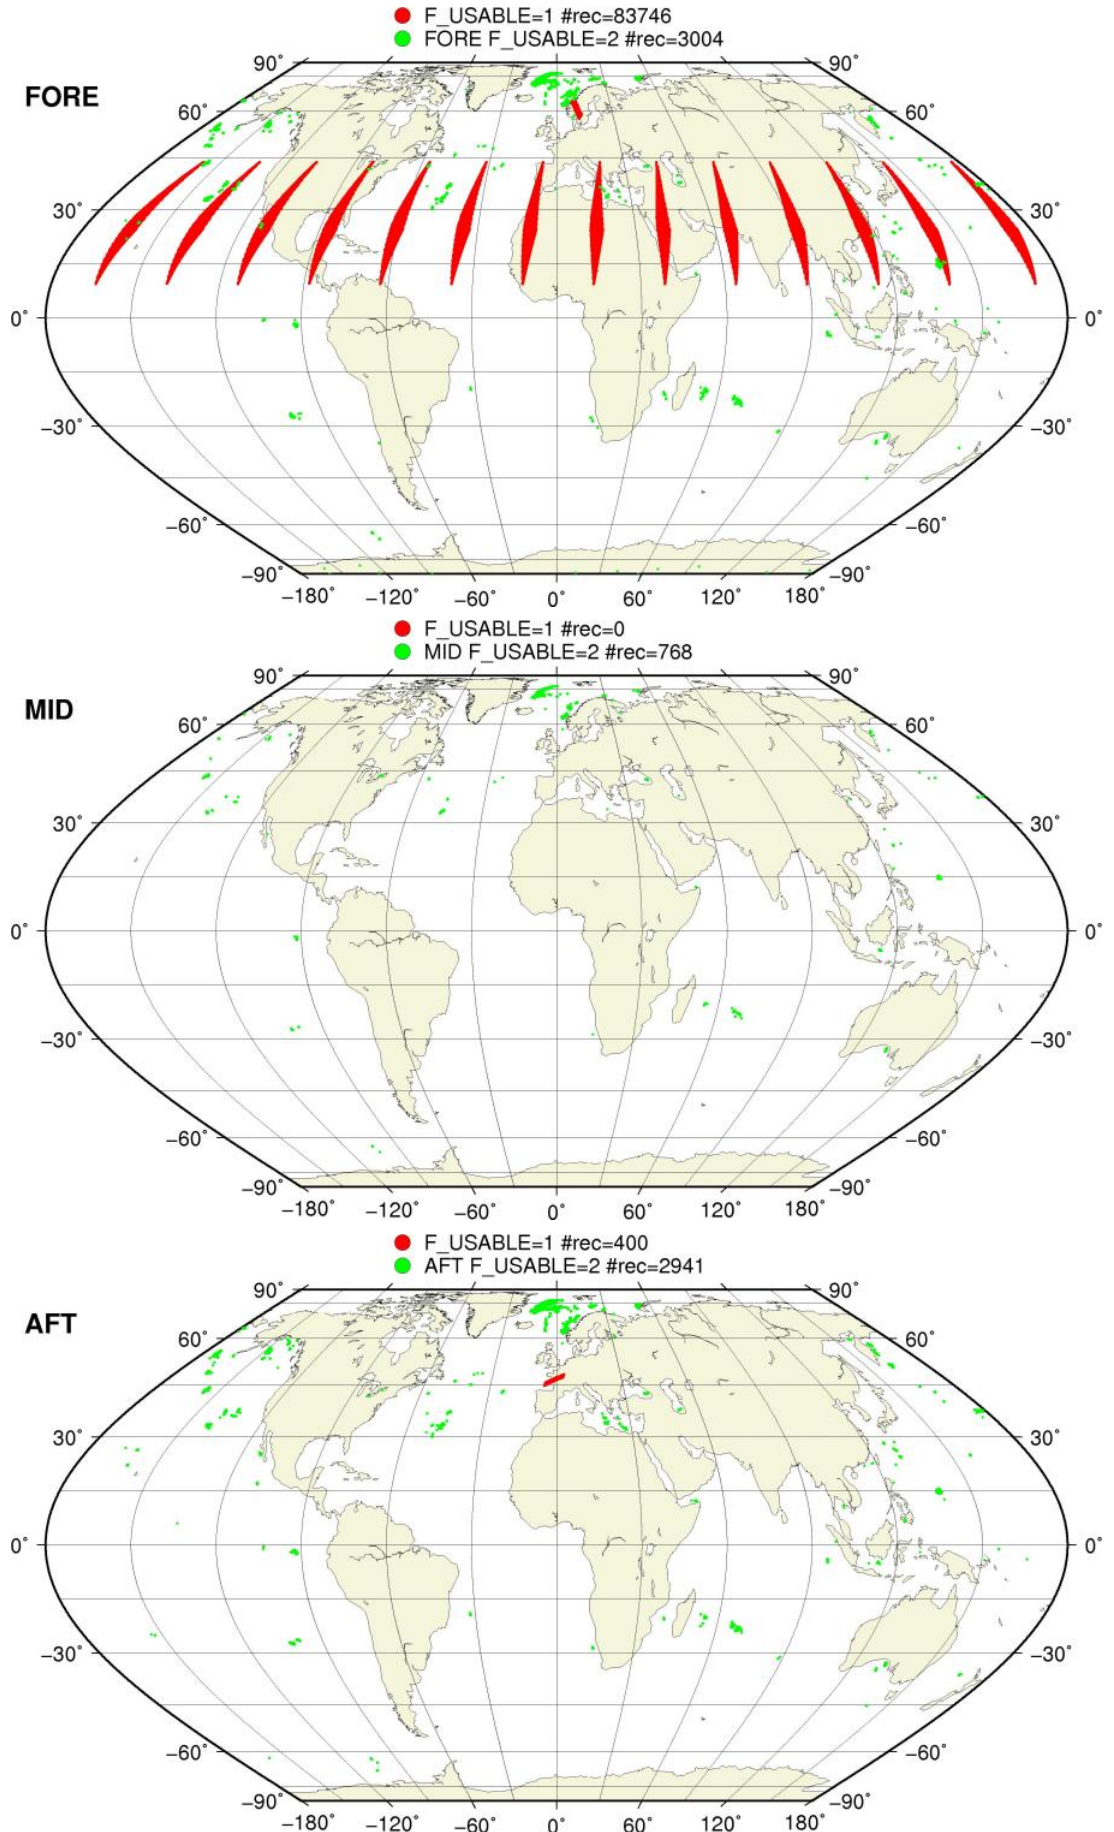 F_USABLE=1 #rec=83746
FORE F_USABLE=2 #rec=3004
FORE
90° 90°
60° 60°
30° 30°
0° 0°
−30° −30°
−60° −60°
−90° −90°
−180° −120° −60° 0° 60° 120° 180°
F_USABLE=1 #rec=0
MID F_USABLE=2 #rec=768
MID
90° 90°
60° 60°
30° 30°
0° 0°
−30° −30°
−60° −60°
−90° −90°
−180° −120° −60° 0° 60° 120° 180°
F_USABLE=1 #rec=400
AFT F_USABLE=2 #rec=2941
AFT
90° 90°
60° 60°
30° 30°
0° 0°
−30° −30°
−60° −60°
−90° −90°
−180° −120° −60° 0° 60° 120° 180°